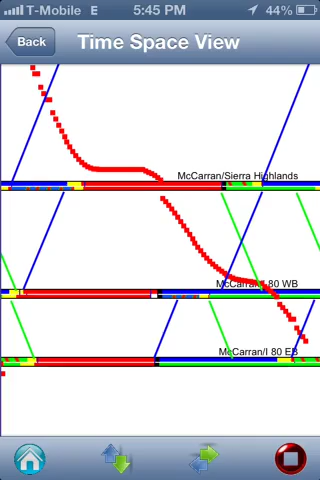 T-Mobile E 5:45 PM 44%
Back Time Space View
McCarran/Sierra Highlands
McCarran/I 80 WB
McCarran/I 80 EB